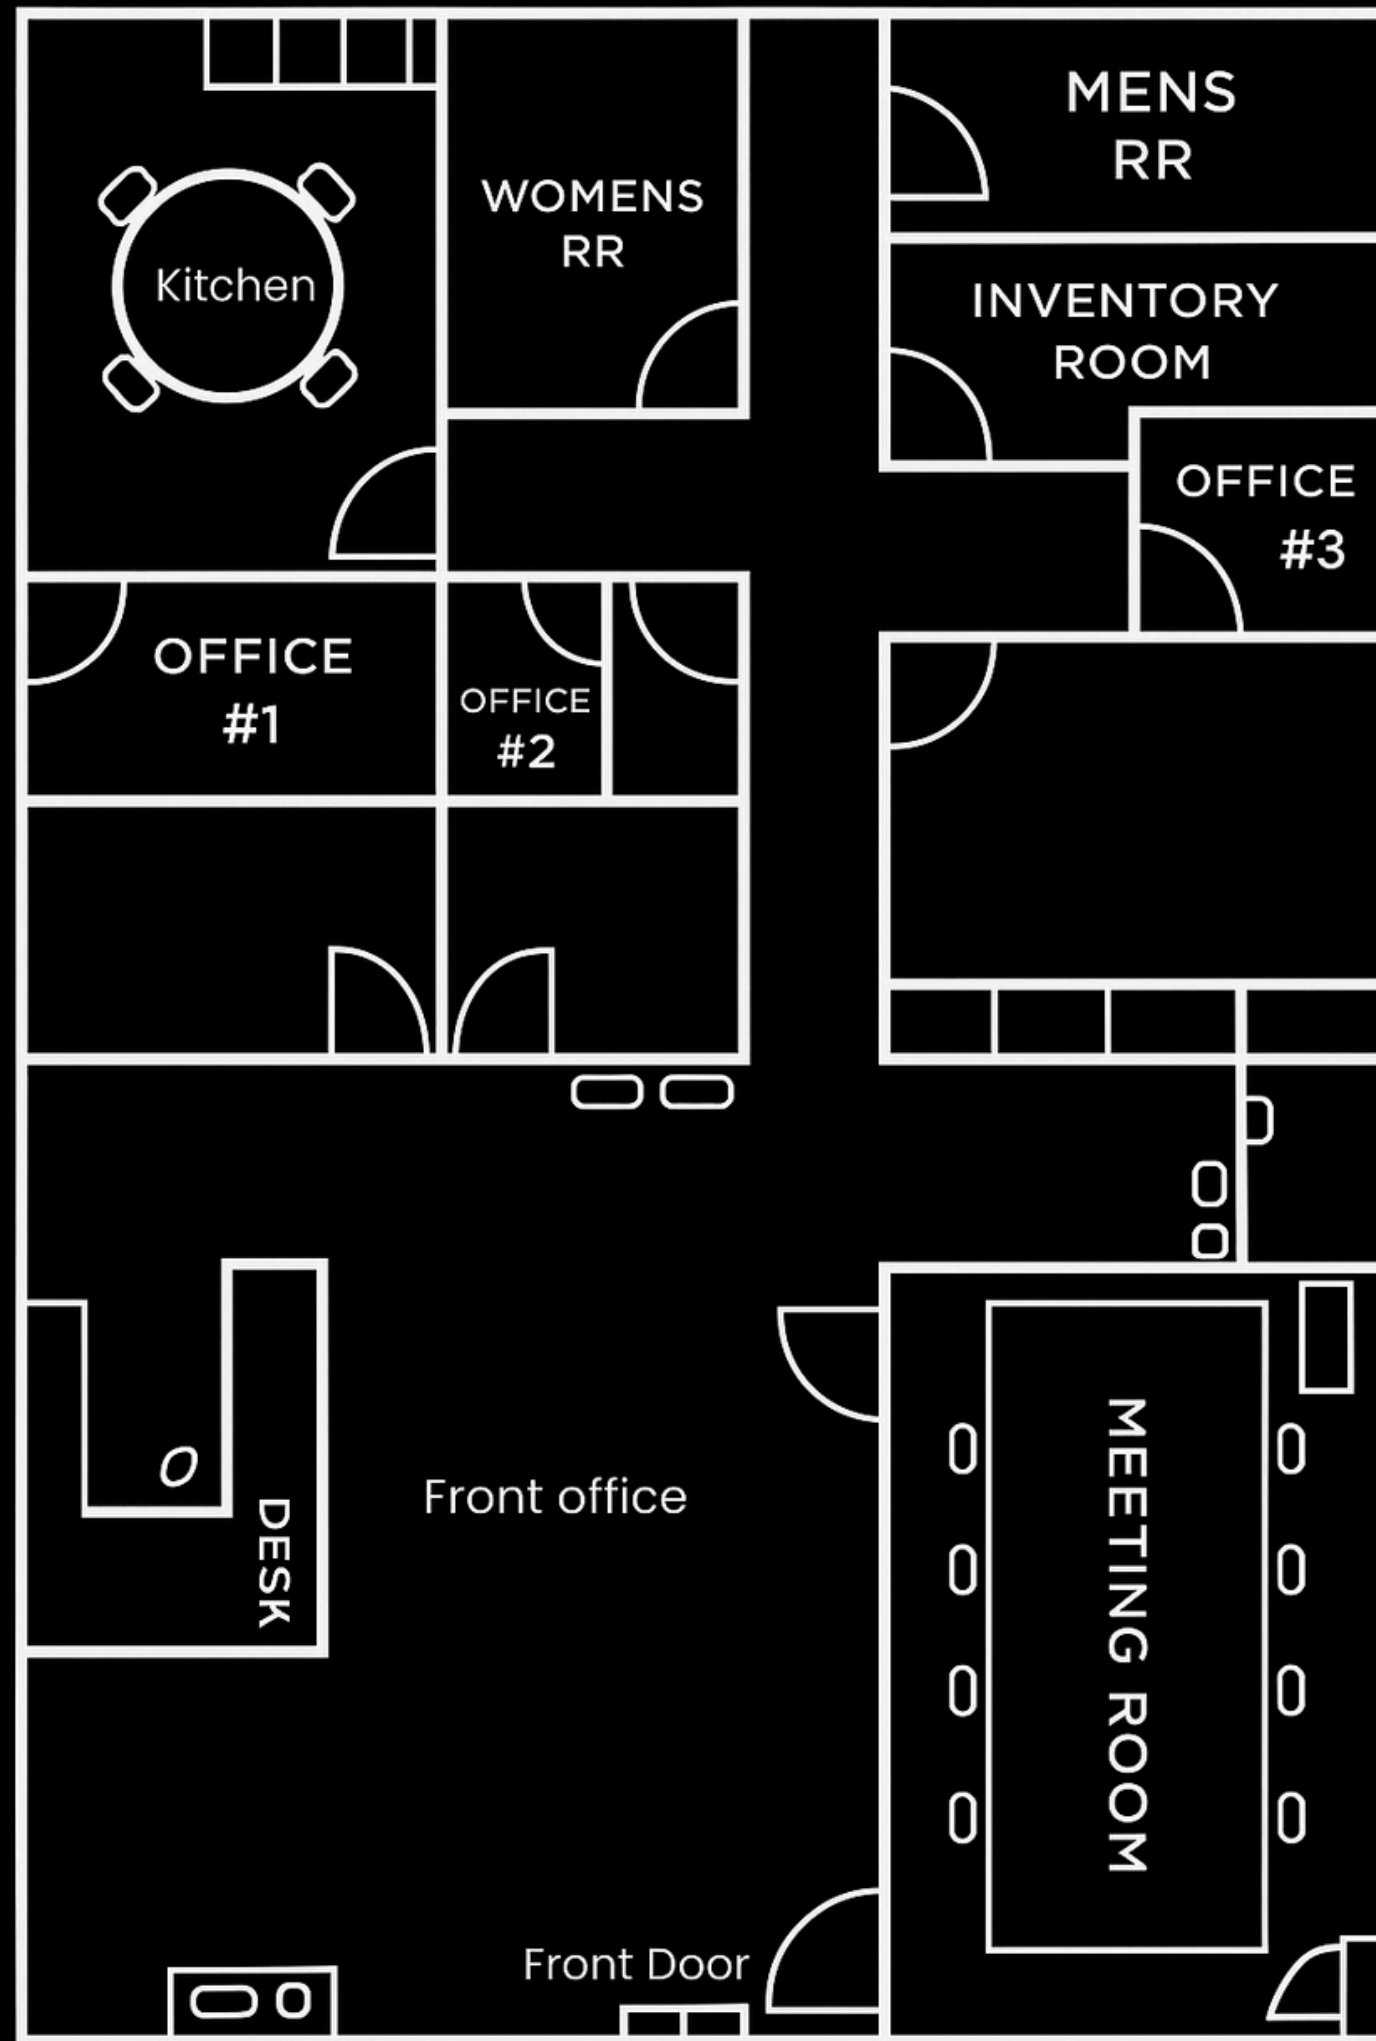 MENS
RR
WOMENS
RR
Kitchen
INVENTORY
ROOM
OFFICE
#3
OFFICE
#1
OFFICE
#2
DESK
Front office
MEETING ROOM
Front Door